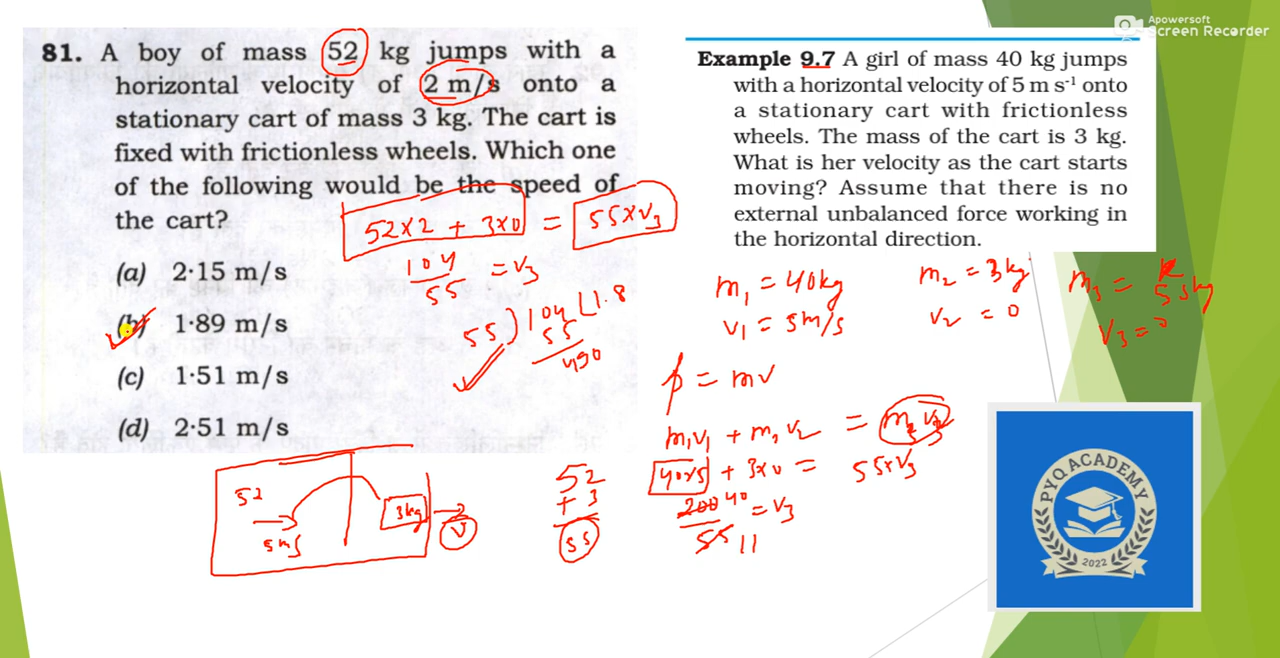 Apowersoft
Screen Recorder
81. A boy of mass 52 kg jumps with a
horizontal velocity of 2 m/s onto a
stationary cart of mass 3 kg. The cart is
fixed with frictionless wheels. Which one
of the following would be the speed of
the cart?
52×2 + 3×0 = 55×V3
104/55 = V3
(a) 2·15 m/s
(b) 1·89 m/s
(c) 1·51 m/s
(d) 2·51 m/s
55) 104 (1.8
55
490
52
5m/s
3kg
V
52
+ 3
55
Example 9.7 A girl of mass 40 kg jumps
with a horizontal velocity of 5 m s⁻¹ onto
a stationary cart with frictionless
wheels. The mass of the cart is 3 kg.
What is her velocity as the cart starts
moving? Assume that there is no
external unbalanced force working in
the horizontal direction.
m1 = 40kg
m2 = 3kg
V1 = 5m/s
V2 = 0
V3 = ?
p = mv
m1V1 + m2V2 =
40×5 + 3×0 = 55×V3
200 40 = V3
55 11
PYQ ACADEMY
2022